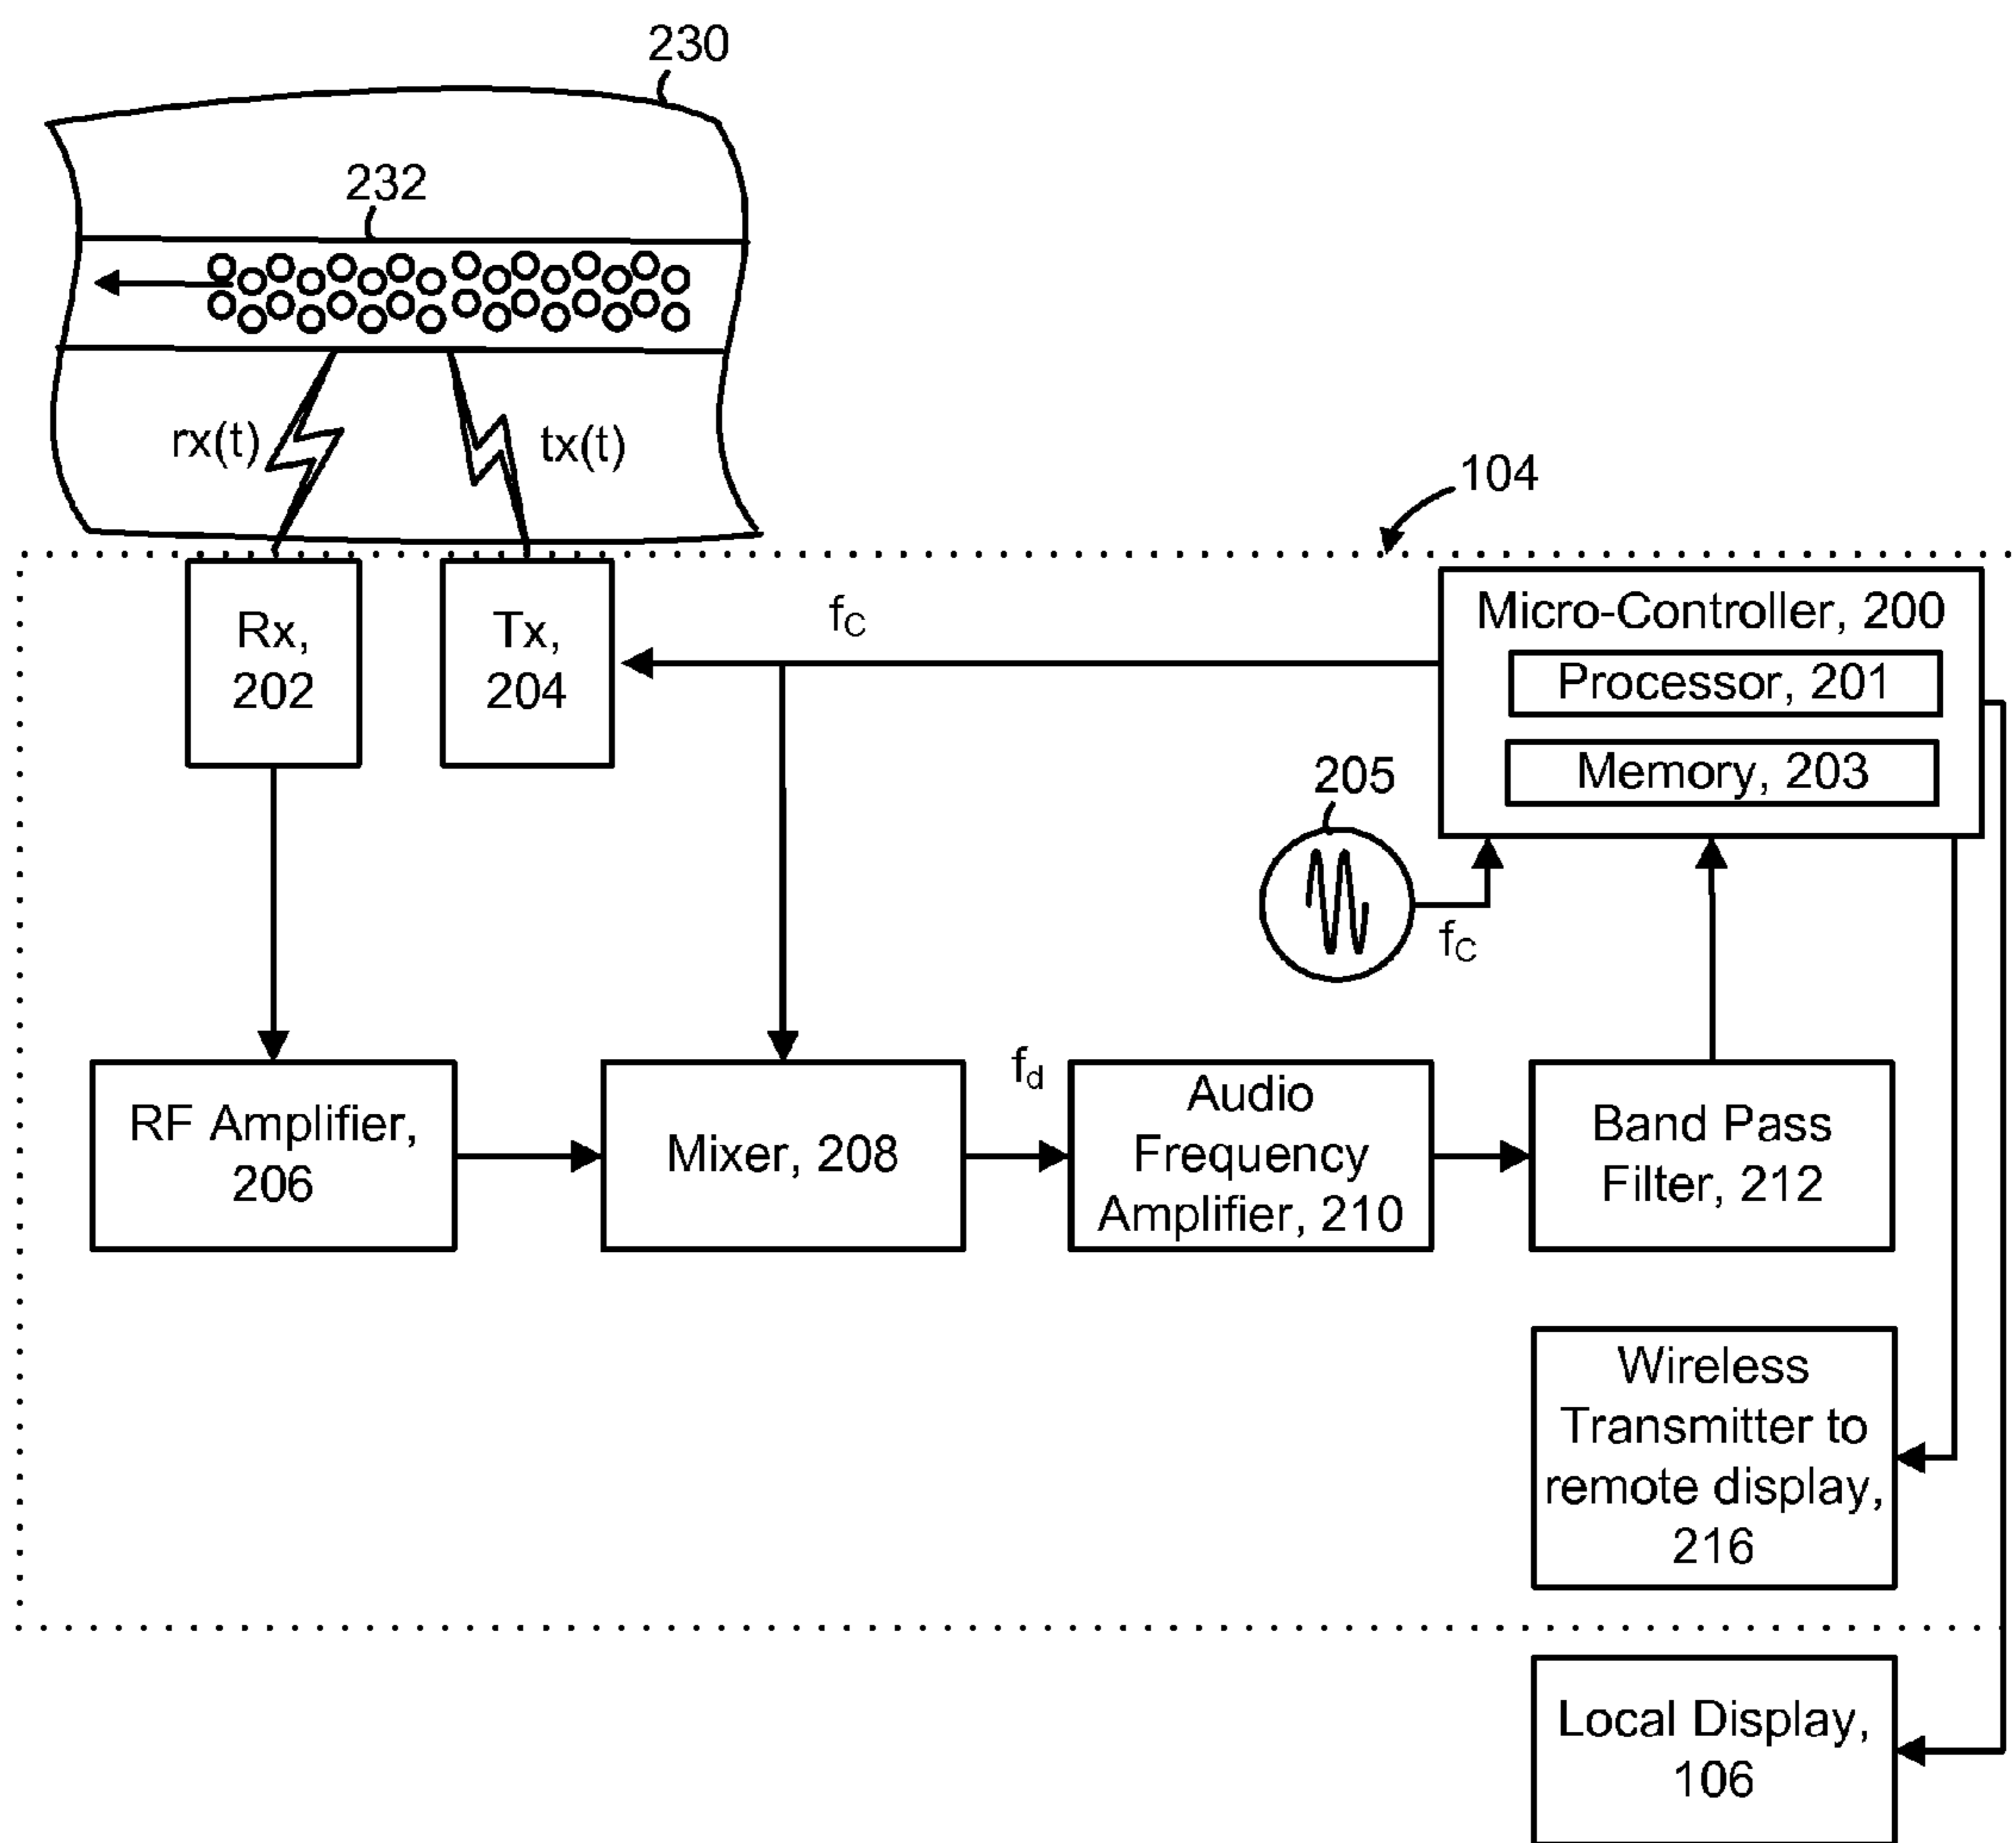 230
232
rx(t)
tx(t)
104
Rx,
202
Tx,
204
fC
Micro-Controller, 200
Processor, 201
Memory, 203
205
fC
RF Amplifier,
206
Mixer, 208
fd
Audio
Frequency
Amplifier, 210
Band Pass
Filter, 212
Wireless
Transmitter to
remote display,
216
Local Display,
106